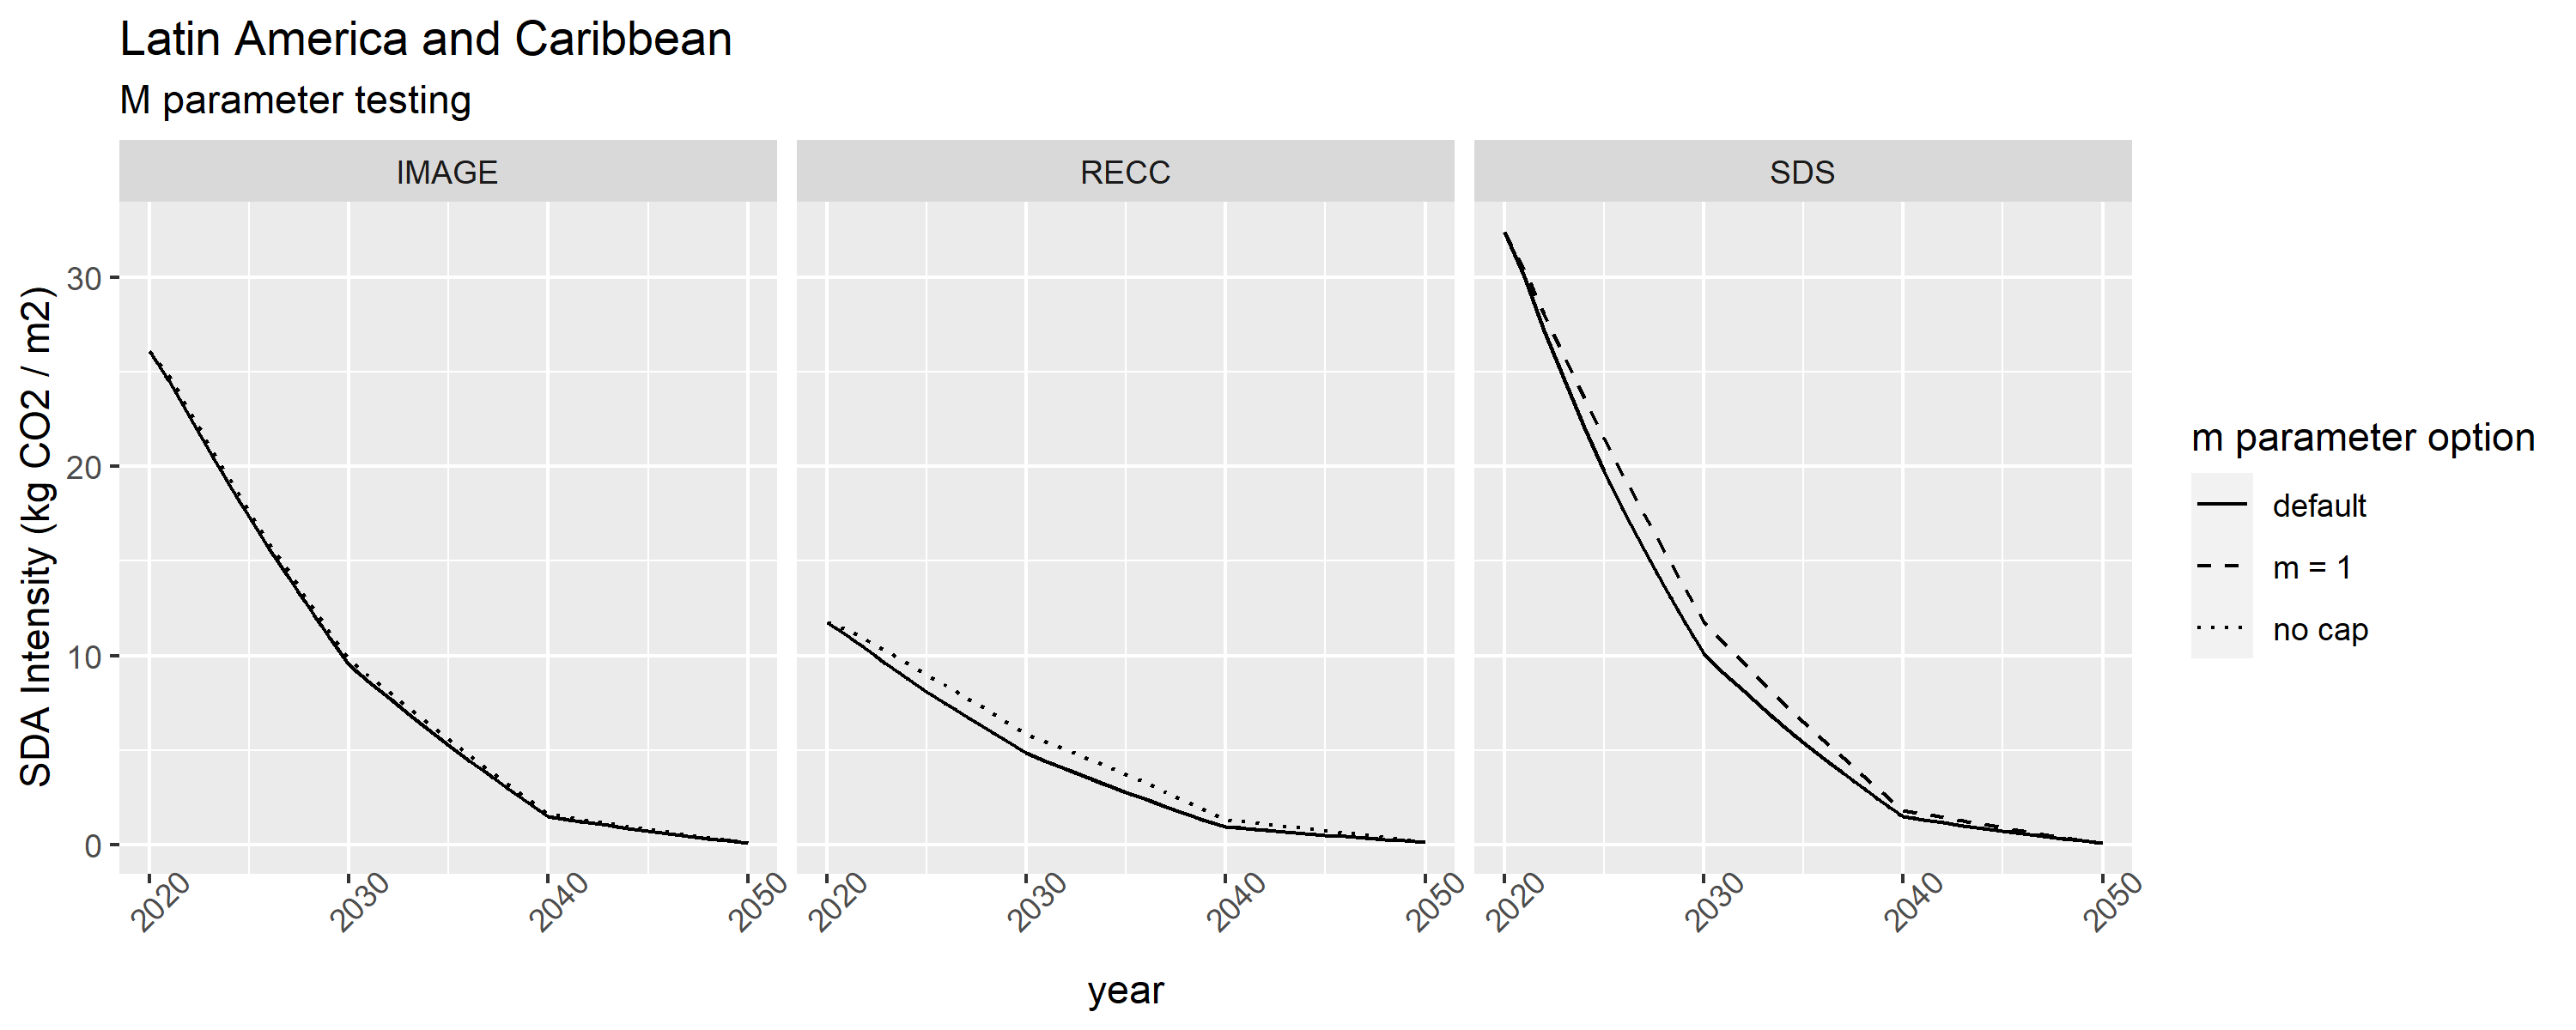 Latin America and Caribbean
M parameter testing
IMAGE
RECC
SDS
SDA Intensity (kg CO2 / m2)
30
20
10
0
2020
2030
2040
2050
2020
2030
2040
2050
2020
2030
2040
2050
year
m parameter option
default
m = 1
no cap